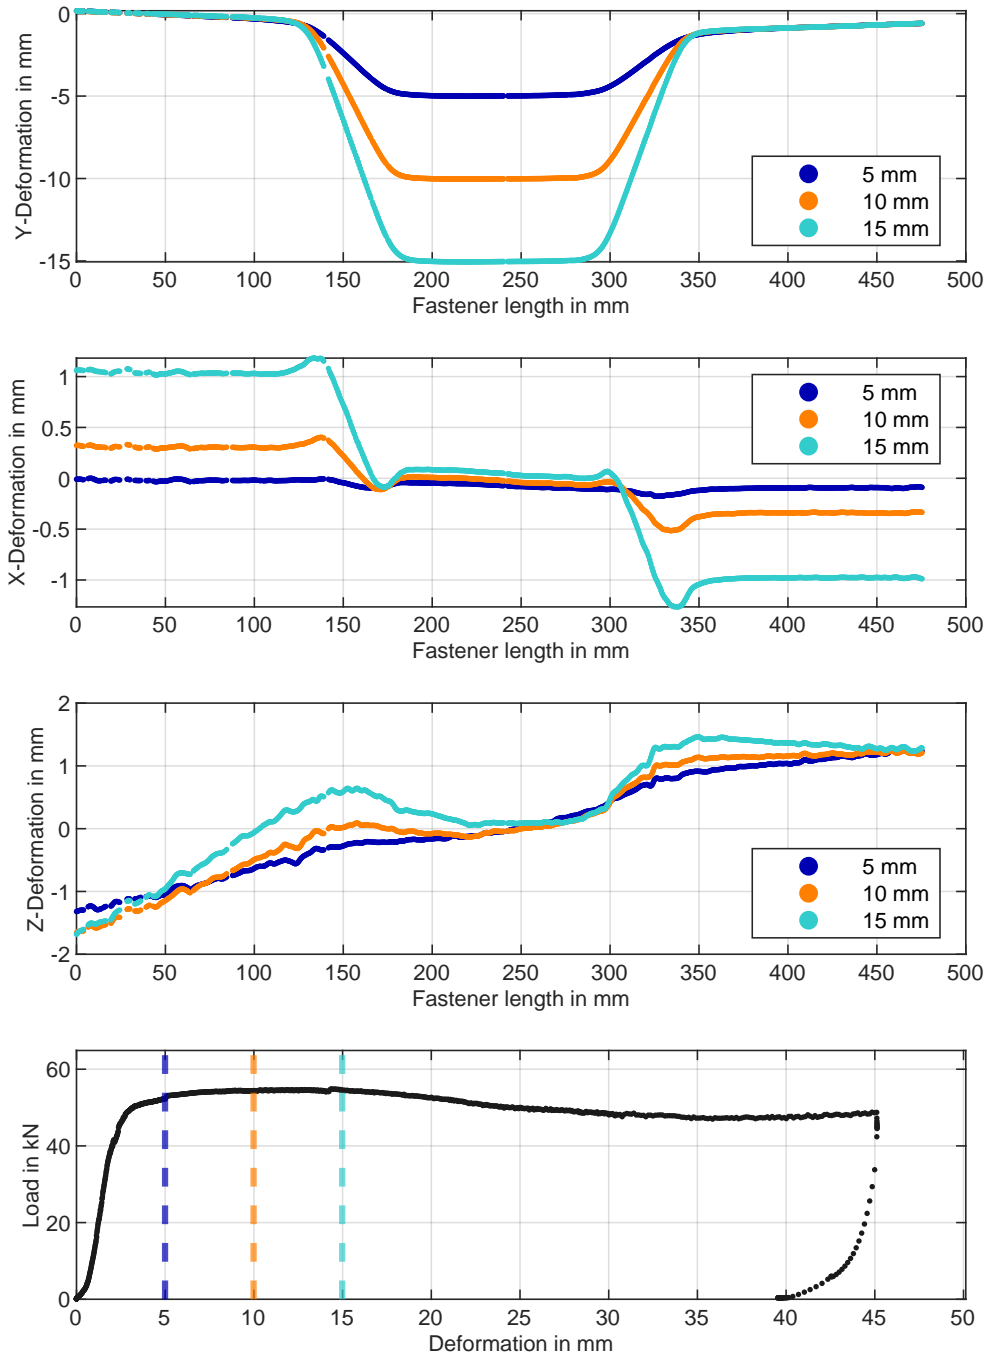 Y-Deformation in mm
0
-5
-10
-15
0 50 100 150 200 250 300 350 400 450 500
Fastener length in mm
5 mm
10 mm
15 mm
X-Deformation in mm
1
0.5
0
-0.5
-1
0 50 100 150 200 250 300 350 400 450 500
Fastener length in mm
5 mm
10 mm
15 mm
Z-Deformation in mm
2
1
0
-1
-2
0 50 100 150 200 250 300 350 400 450 500
Fastener length in mm
5 mm
10 mm
15 mm
Load in kN
60
40
20
0
0 5 10 15 20 25 30 35 40 45 50
Deformation in mm